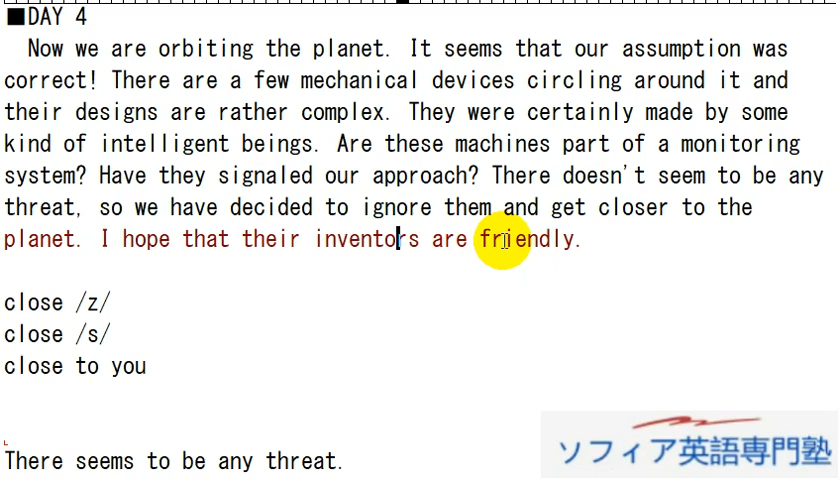 ■DAY 4
Now we are orbiting the planet. It seems that our assumption was
correct! There are a few mechanical devices circling around it and
their designs are rather complex. They were certainly made by some
kind of intelligent beings. Are these machines part of a monitoring
system? Have they signaled our approach? There doesn't seem to be any
threat, so we have decided to ignore them and get closer to the
planet. I hope that their inventors are friendly.
close /z/
close /s/
close to you
There seems to be any threat.
ソフィア英語専門塾